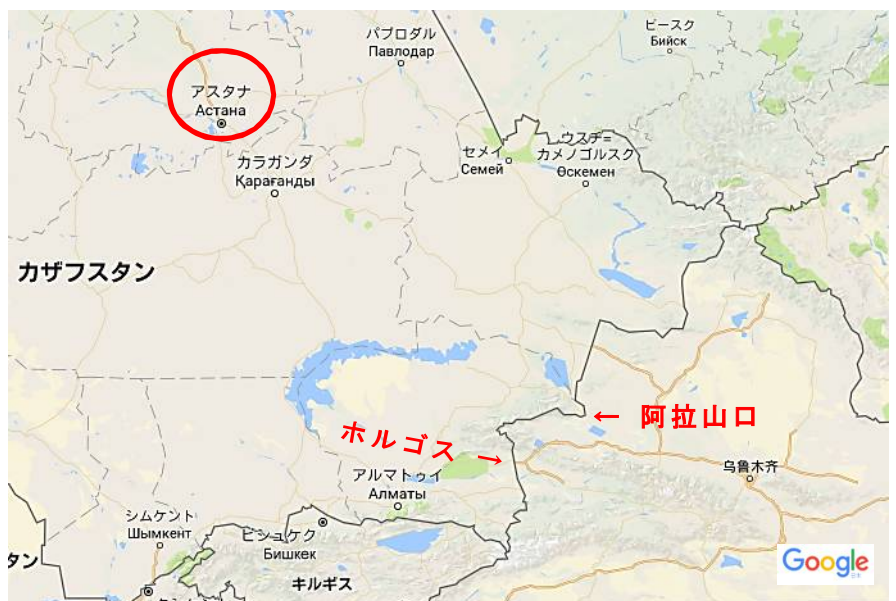 パブロダル
Павлодар
ビースク
Бийск
アスタナ
Астана
カラガンダ
Қарағанды
セメイ
Семей
ウスチ=
カメノゴルスク
Өскемен
カザフスタン
← 阿拉山口
ホルゴス →
アルマトゥイ
Алматы
乌鲁木齐
シムケント
Шымкент
ビシュケク
Бишкек
キルギス
タン
Google